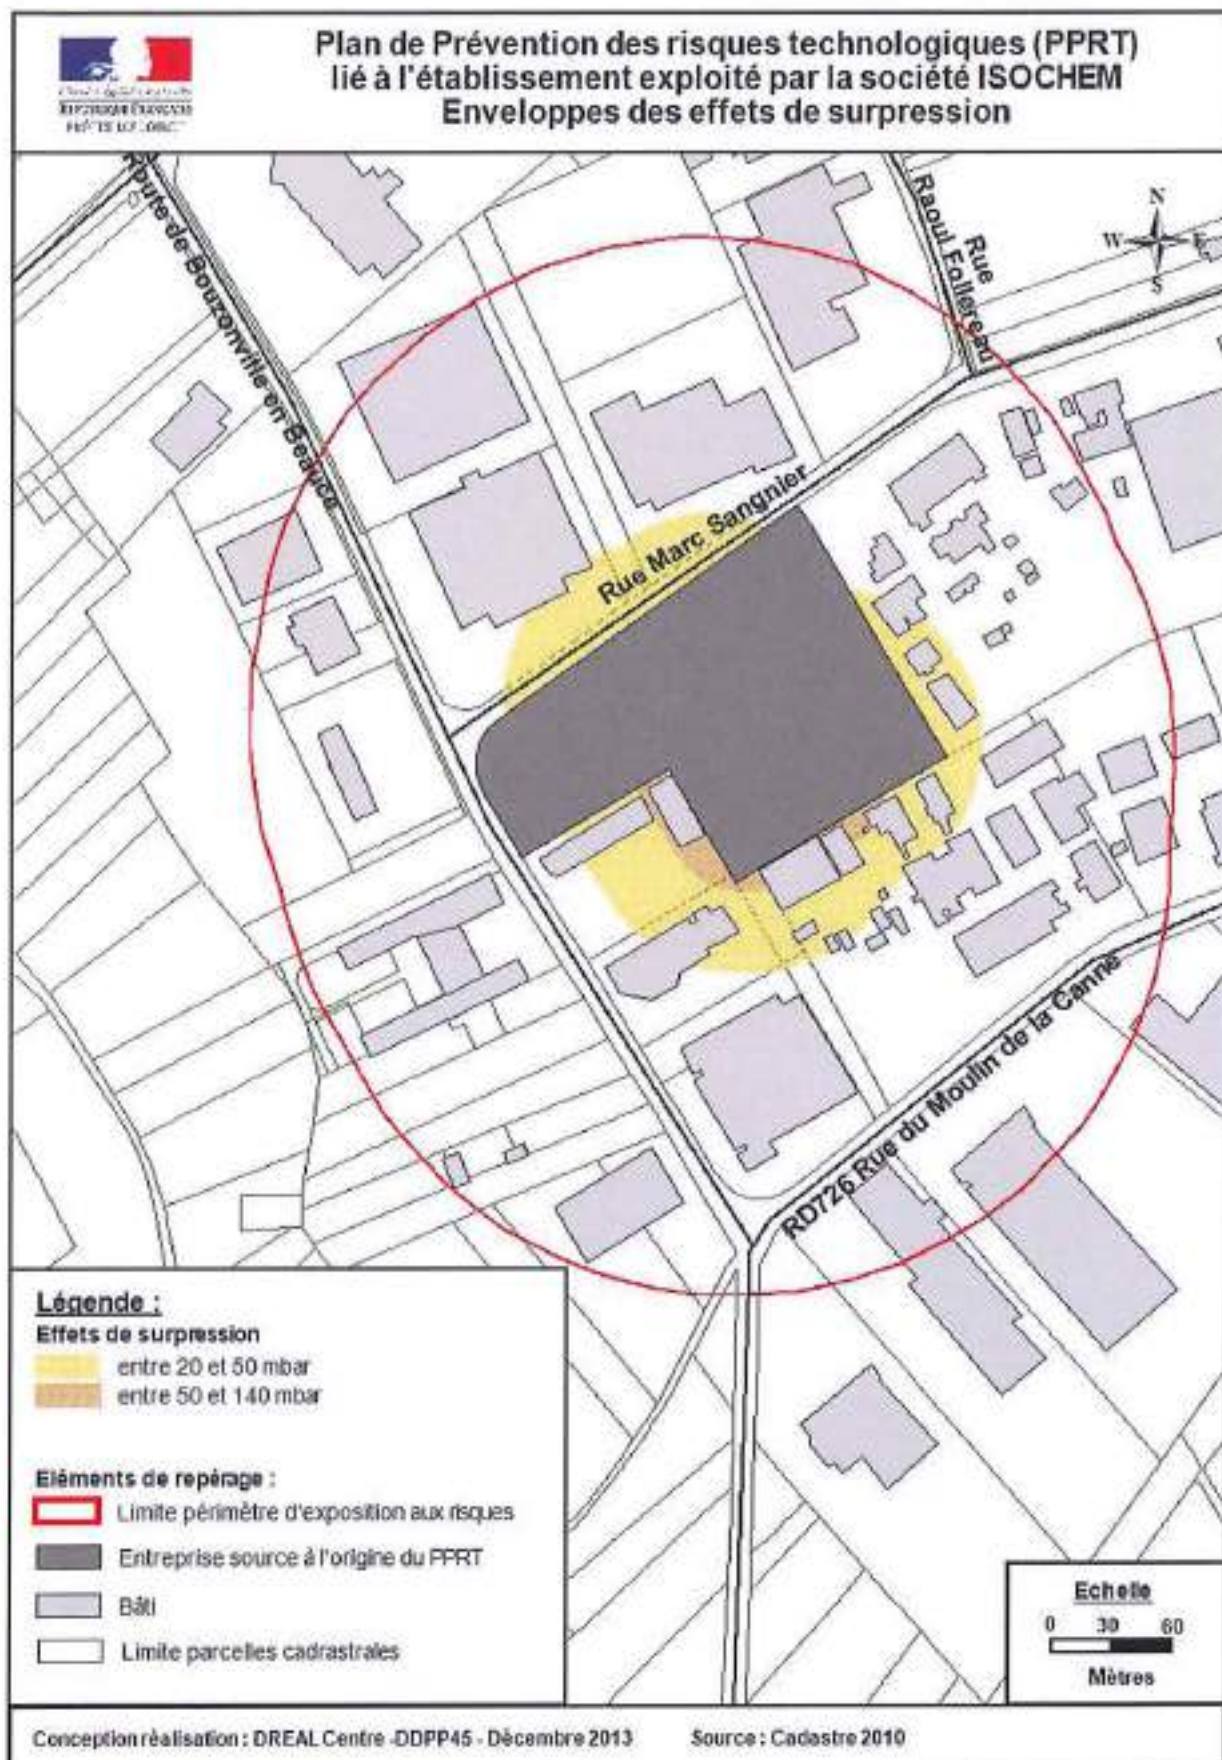 Plan de Prévention des risques technologiques (PPRT)
lié à l'établissement exploité par la société ISOCHEM
Enveloppes des effets de surpression
RÉPUBLIQUE FRANÇAISE
Route de Bouzonville en Beauce
Rue
Raoul Follereau
N
W
S
Rue Marc Sangnier
RD726 Rue du Moulin de la Canne
Légende :
Effets de surpression
entre 20 et 50 mbar
entre 50 et 140 mbar
Eléments de repérage :
Limite périmêtre d'exposition aux risques
Entreprise source à l'origine du PPRT
Bâti
Limite parcelles cadrastrales
Echelle
0 30 60
Mètres
Conception réalisation : DREAL Centre -DDPP45 - Décembre 2013 Source : Cadastre 2010